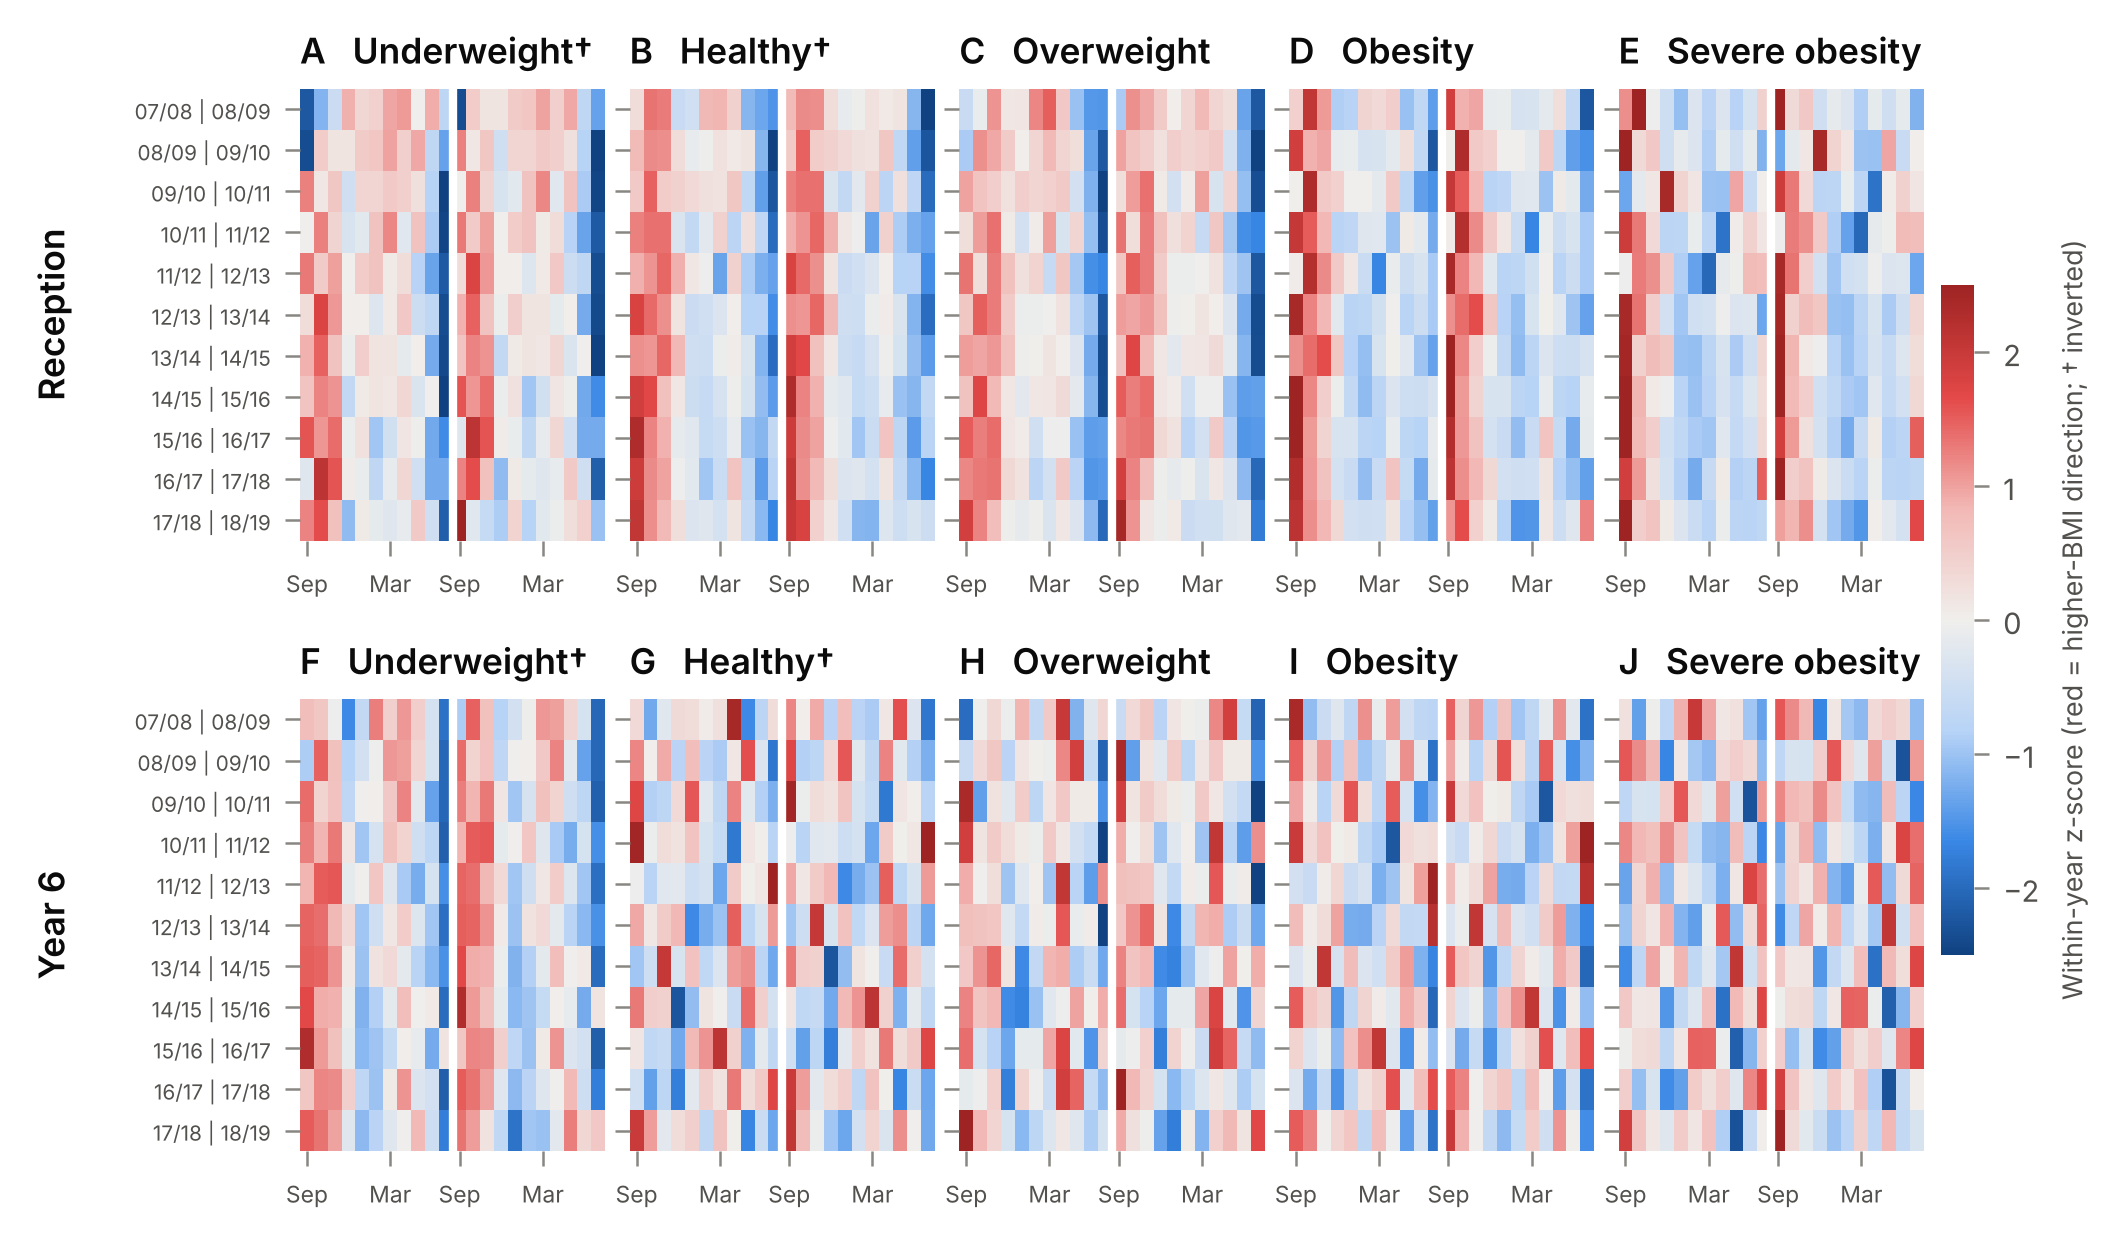 A Underweight†
B Healthy†
C Overweight
D Obesity
E Severe obesity
Reception
07/08 | 08/09
08/09 | 09/10
09/10 | 10/11
10/11 | 11/12
11/12 | 12/13
12/13 | 13/14
13/14 | 14/15
14/15 | 15/16
15/16 | 16/17
16/17 | 17/18
17/18 | 18/19
Sep Mar Sep Mar
Sep Mar Sep Mar
Sep Mar Sep Mar
Sep Mar Sep Mar
Sep Mar Sep Mar
F Underweight†
G Healthy†
H Overweight
I Obesity
J Severe obesity
Year 6
07/08 | 08/09
08/09 | 09/10
09/10 | 10/11
10/11 | 11/12
11/12 | 12/13
12/13 | 13/14
13/14 | 14/15
14/15 | 15/16
15/16 | 16/17
16/17 | 17/18
17/18 | 18/19
Sep Mar Sep Mar
Sep Mar Sep Mar
Sep Mar Sep Mar
Sep Mar Sep Mar
Sep Mar Sep Mar
2
1
0
−1
−2
Within-year z-score (red = higher-BMI direction; † inverted)